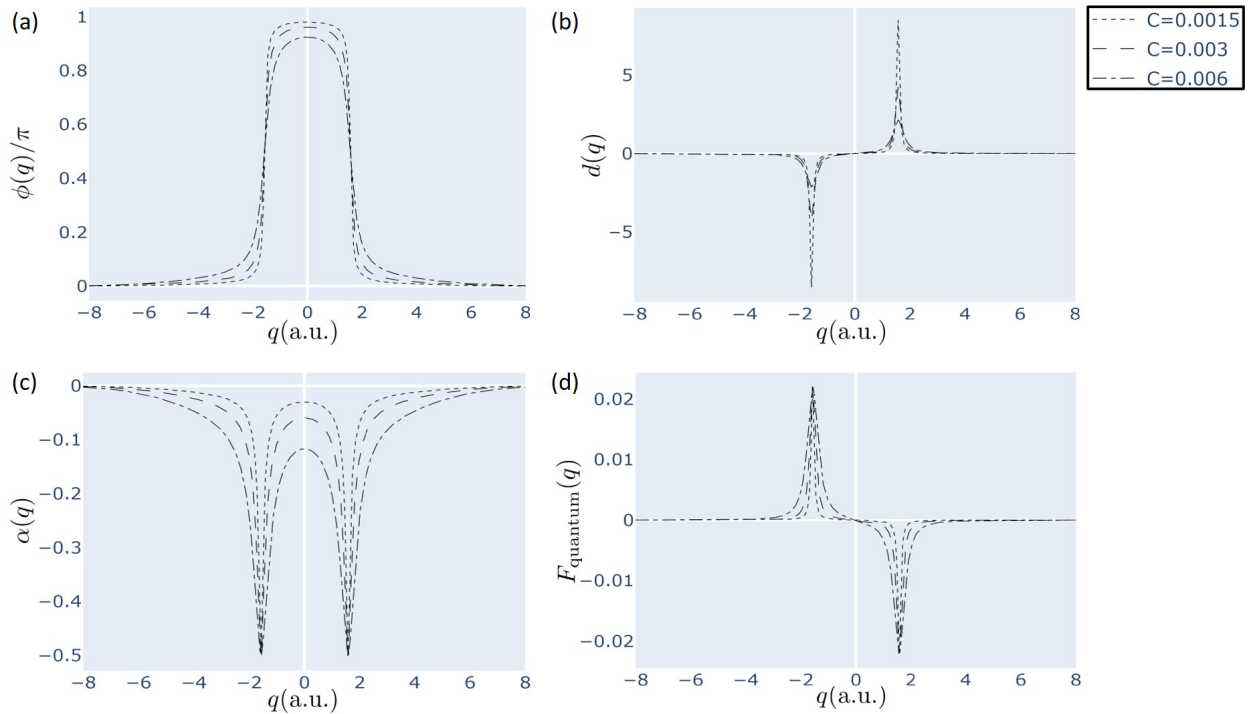 (a)
1
0.8
0.6
0.4
0.2
0
ϕ(q)/π
−8 −6 −4 −2 0 2 4 6 8
q(a.u.)
(b)
5
0
−5
d(q)
−8 −6 −4 −2 0 2 4 6 8
q(a.u.)
C=0.0015
C=0.003
C=0.006
(c)
0
−0.1
−0.2
−0.3
−0.4
−0.5
α(q)
−8 −6 −4 −2 0 2 4 6 8
q(a.u.)
(d)
0.02
0.01
0
−0.01
−0.02
F_quantum(q)
−8 −6 −4 −2 0 2 4 6 8
q(a.u.)